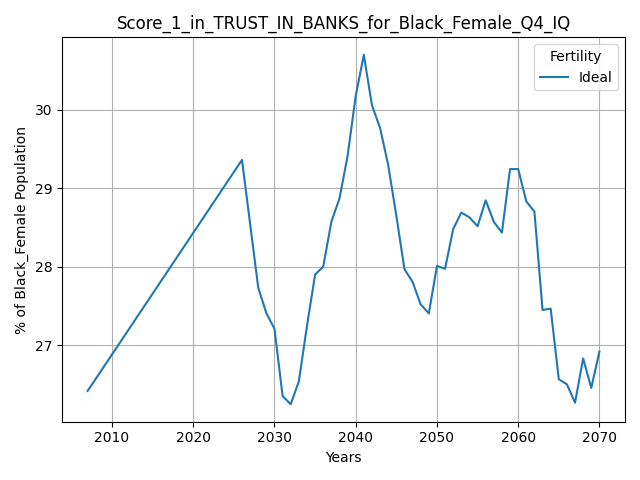 Score_1_in_TRUST_IN_BANKS_for_Black_Female_Q4_IQ
Fertility
Ideal
% of Black_Female Population
30
29
28
27
2010 2020 2030 2040 2050 2060 2070
Years